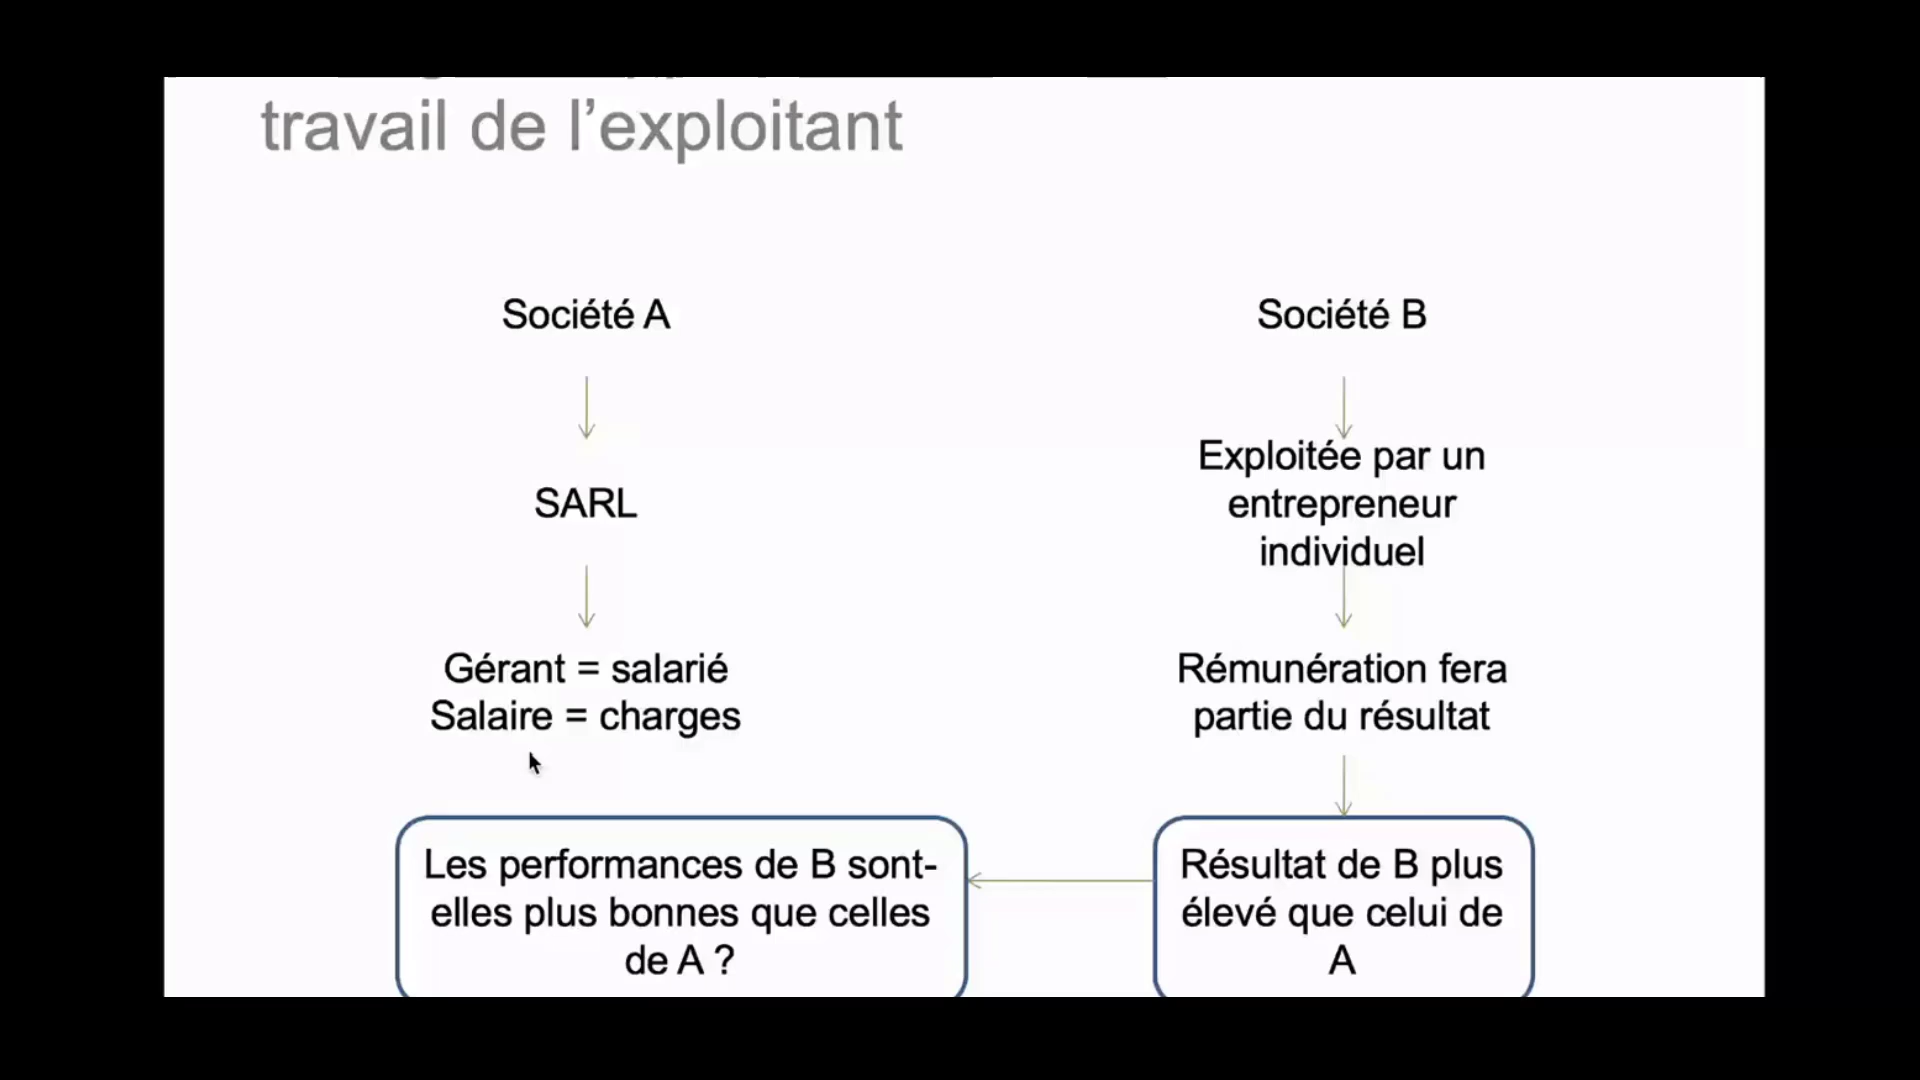 travail de l’exploitant
Société A
Société B
SARL
Exploitée par un
entrepreneur
individuel
Gérant = salarié
Salaire = charges
Rémunération fera
partie du résultat
Les performances de B sont-
elles plus bonnes que celles
de A ?
Résultat de B plus
élevé que celui de
A